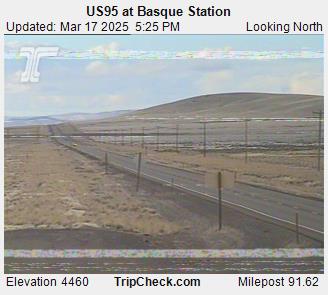 US95 at Basque Station
Updated: Mar 17 2025 5:25 PM Looking North
Elevation 4460 TripCheck.com Milepost 91.62